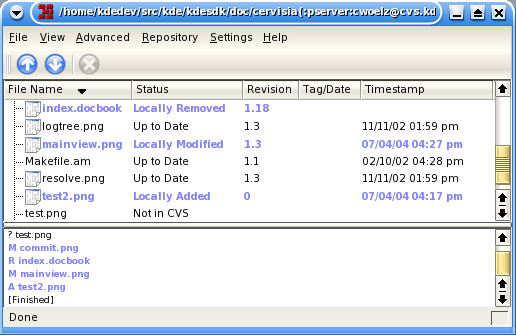 /home/kdedev/src/kde/kdesdk/doc/cervisia(:pserver:cwoelz@cvs.kd
File View Advanced Repository Settings Help
File Name Status Revision Tag/Date Timestamp
index.docbook Locally Removed 1.18
logtree.png Up to Date 1.3 11/11/02 01:59 pm
mainview.png Locally Modified 1.3 07/04/04 04:27 pm
Makefile.am Up to Date 1.1 02/10/02 04:28 pm
resolve.png Up to Date 1.3 11/11/02 01:59 pm
test2.png Locally Added 0 07/04/04 04:17 pm
test.png Not in CVS
? test.png
M commit.png
R index.docbook
M mainview.png
A test2.png
[Finished]
Done